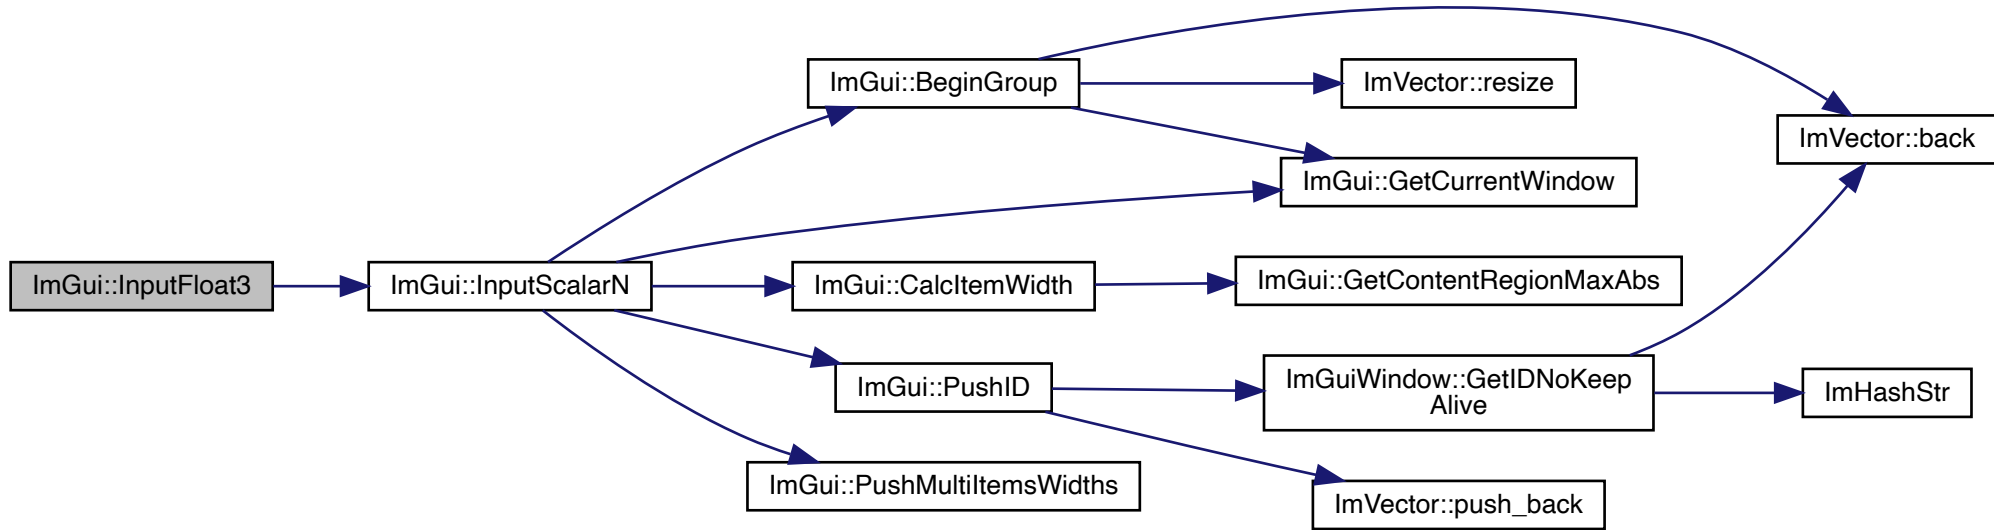 ImGui::InputFloat3
ImGui::InputScalarN
ImGui::BeginGroup
ImGui::CalcItemWidth
ImGui::PushID
ImGui::PushMultiItemsWidths
ImVector::resize
ImGui::GetCurrentWindow
ImGui::GetContentRegionMaxAbs
ImGuiWindow::GetIDNoKeep
Alive
ImVector::push_back
ImVector::back
ImHashStr